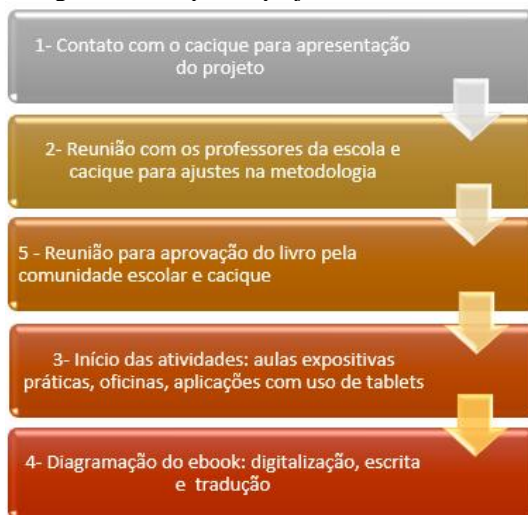 1- Contato com o cacique para apresentação
do projeto
2- Reunião com os professores da escola e
cacique para ajustes na metodologia
5 - Reunião para aprovação do livro pela
comunidade escolar e cacique
3- Início das atividades: aulas expositivas
práticas, oficinas, aplicações com uso de tablets
4- Diagramação do ebook: digitalização, escrita
e tradução